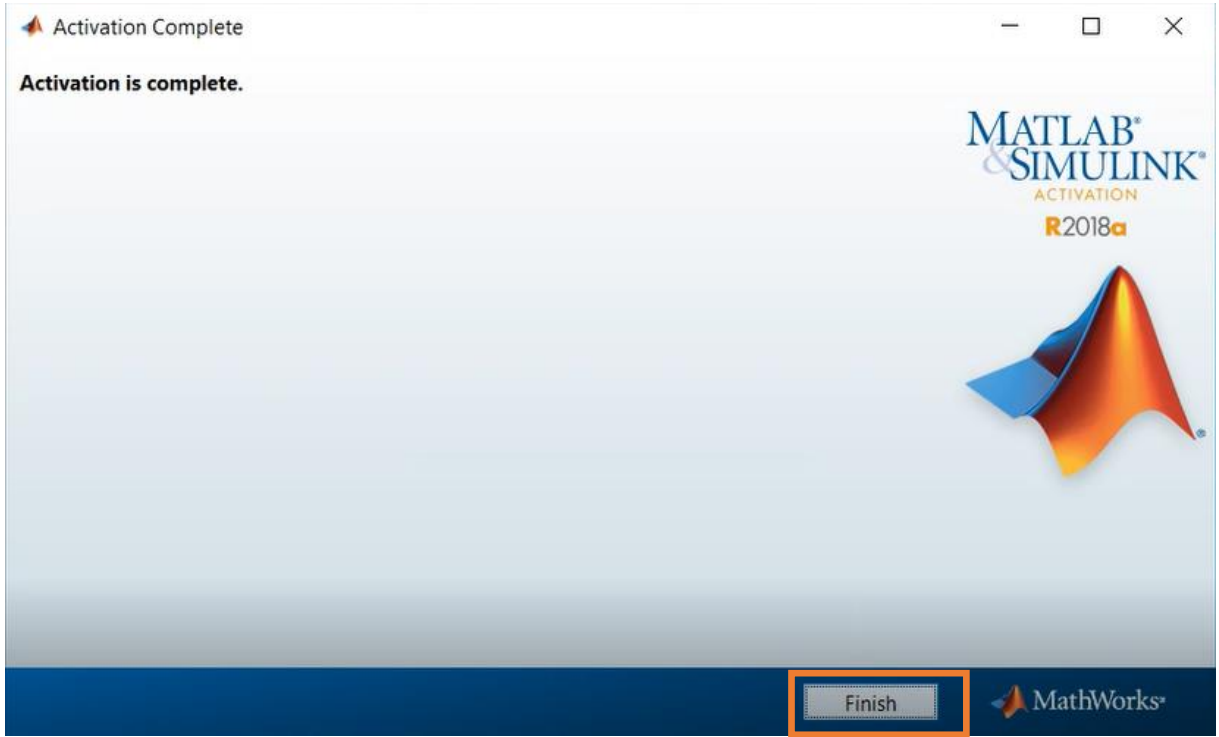 Activation Complete
Activation is complete.
MATLAB®
&SIMULINK®
ACTIVATION
R2018a
®
Finish
MathWorks®